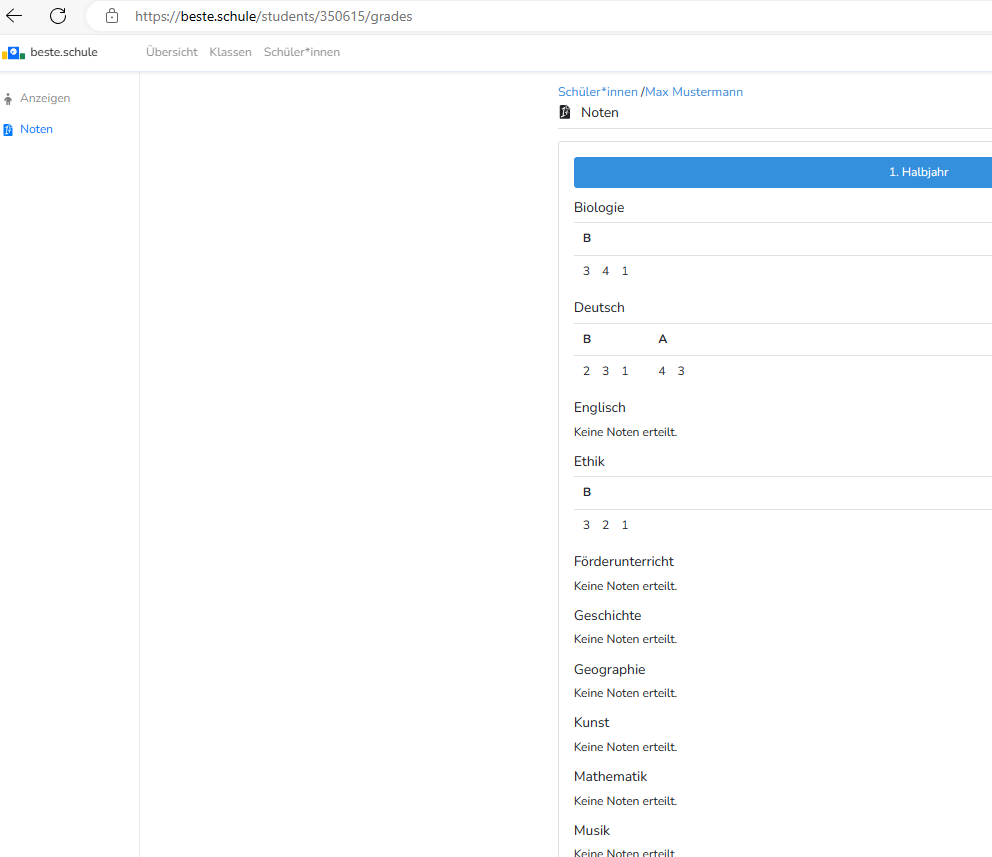 https://beste.schule/students/350615/grades
beste.schule Übersicht Klassen Schüler*innen
Anzeigen
Noten
Schüler*innen /Max Mustermann
Noten
1. Halbjahr
Biologie
B
3 4 1
Deutsch
B A
2 3 1 4 3
Englisch
Keine Noten erteilt.
Ethik
B
3 2 1
Förderunterricht
Keine Noten erteilt.
Geschichte
Keine Noten erteilt.
Geographie
Keine Noten erteilt.
Kunst
Keine Noten erteilt.
Mathematik
Keine Noten erteilt.
Musik
Keine Noten erteilt.